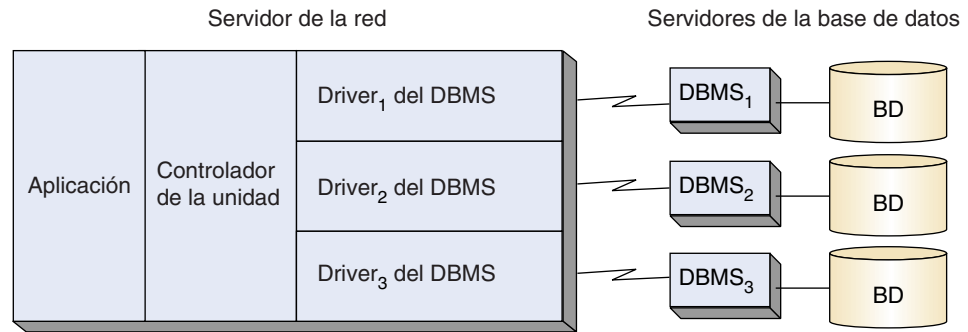 Servidor de la red
Servidores de la base de datos
Aplicación
Controlador
de la unidad
Driver₁ del DBMS
Driver₂ del DBMS
Driver₃ del DBMS
DBMS₁
BD
DBMS₂
BD
DBMS₃
BD